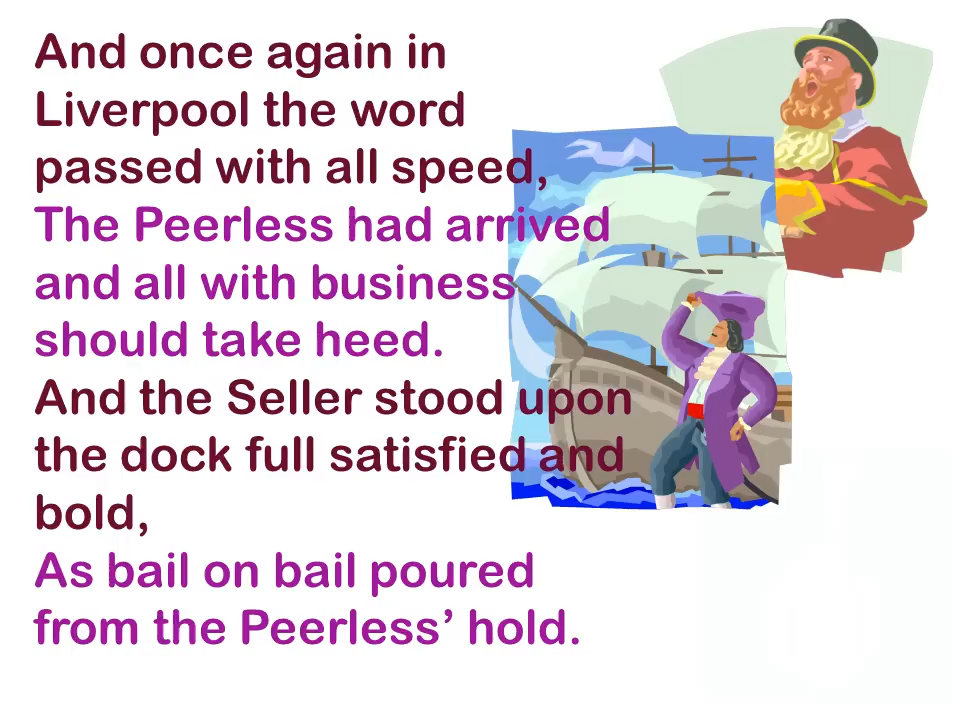 And once again in
Liverpool the word
passed with all speed,
The Peerless had arrived
and all with business
should take heed.
And the Seller stood upon
the dock full satisfied and
bold,
As bail on bail poured
from the Peerless’ hold.